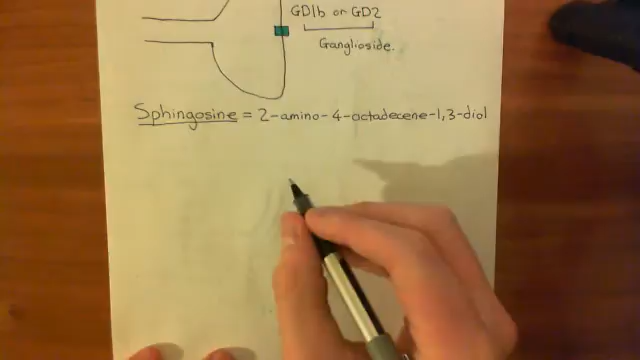 GD1b or GD2
Ganglioside.
Sphingosine = 2-amino-4-octadecene-1,3-diol